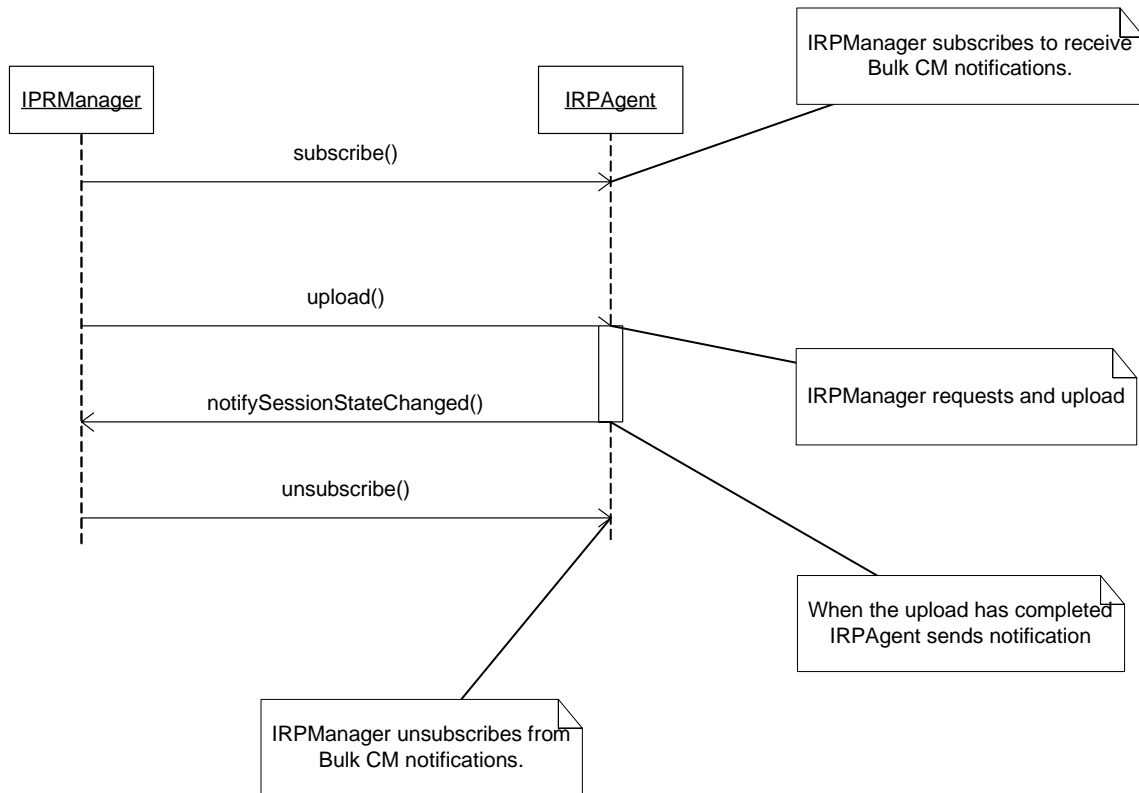 IRPManager subscribes to receive
Bulk CM notifications.
IPRManager
IRPAgent
subscribe()
upload()
IRPManager requests and upload
notifySessionStateChanged()
unsubscribe()
When the upload has completed
IRPAgent sends notification
IRPManager unsubscribes from
Bulk CM notifications.